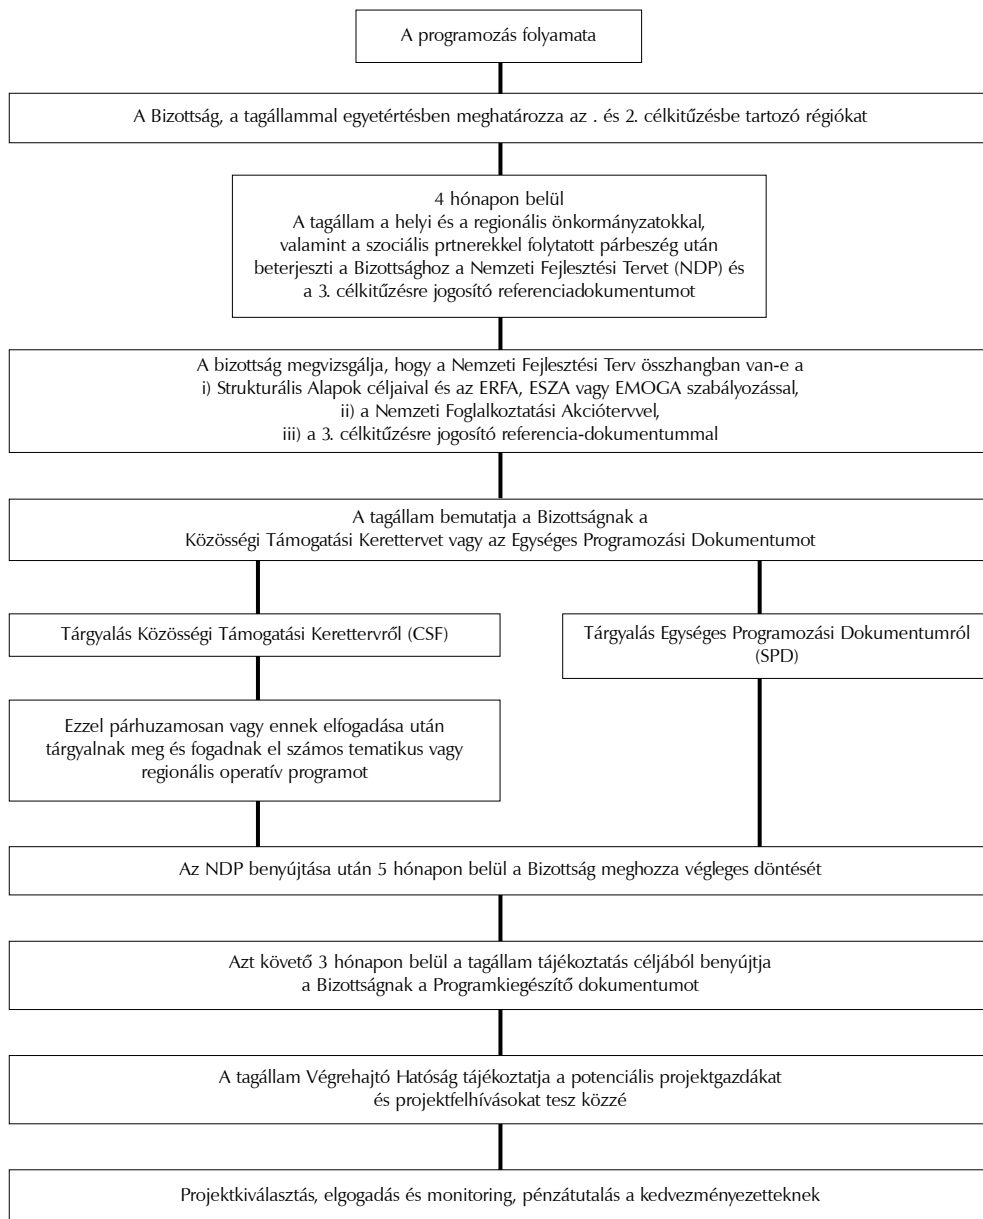 A programozás folyamata
A Bizottság, a tagállammal egyetértésben meghatározza az . és 2. célkitűzésbe tartozó régiókat
4 hónapon belül
A tagállam a helyi és a regionális önkormányzatokkal,
valamint a szociális prtnerekkel folytatott párbeszég után
beterjeszti a Bizottsághoz a Nemzeti Fejlesztési Tervet (NDP) és
a 3. célkitűzésre jogosító referenciadokumentumot
A bizottság megvizsgálja, hogy a Nemzeti Fejlesztési Terv összhangban van-e a
i) Strukturális Alapok céljaival és az ERFA, ESZA vagy EMOGA szabályozással,
ii) a Nemzeti Foglalkoztatási Akciótervvel,
iii) a 3. célkitűzésre jogosító referencia-dokumentummal
A tagállam bemutatja a Bizottságnak a
Közösségi Támogatási Kerettervet vagy az Egységes Programozási Dokumentumot
Tárgyalás Közösségi Támogatási Kerettervről (CSF)
Tárgyalás Egységes Programozási Dokumentumról
(SPD)
Ezzel párhuzamosan vagy ennek elfogadása után
tárgyalnak meg és fogadnak el számos tematikus vagy
regionális operatív programot
Az NDP benyújtása után 5 hónapon belül a Bizottság meghozza végleges döntését
Azt követő 3 hónapon belül a tagállam tájékoztatás céljából benyújtja
a Bizottságnak a Programkiegészítő dokumentumot
A tagállam Végrehajtó Hatóság tájékoztatja a potenciális projektgazdákat
és projektfelhívásokat tesz közzé
Projektkiválasztás, elgogadás és monitoring, pénzátutalás a kedvezményezetteknek